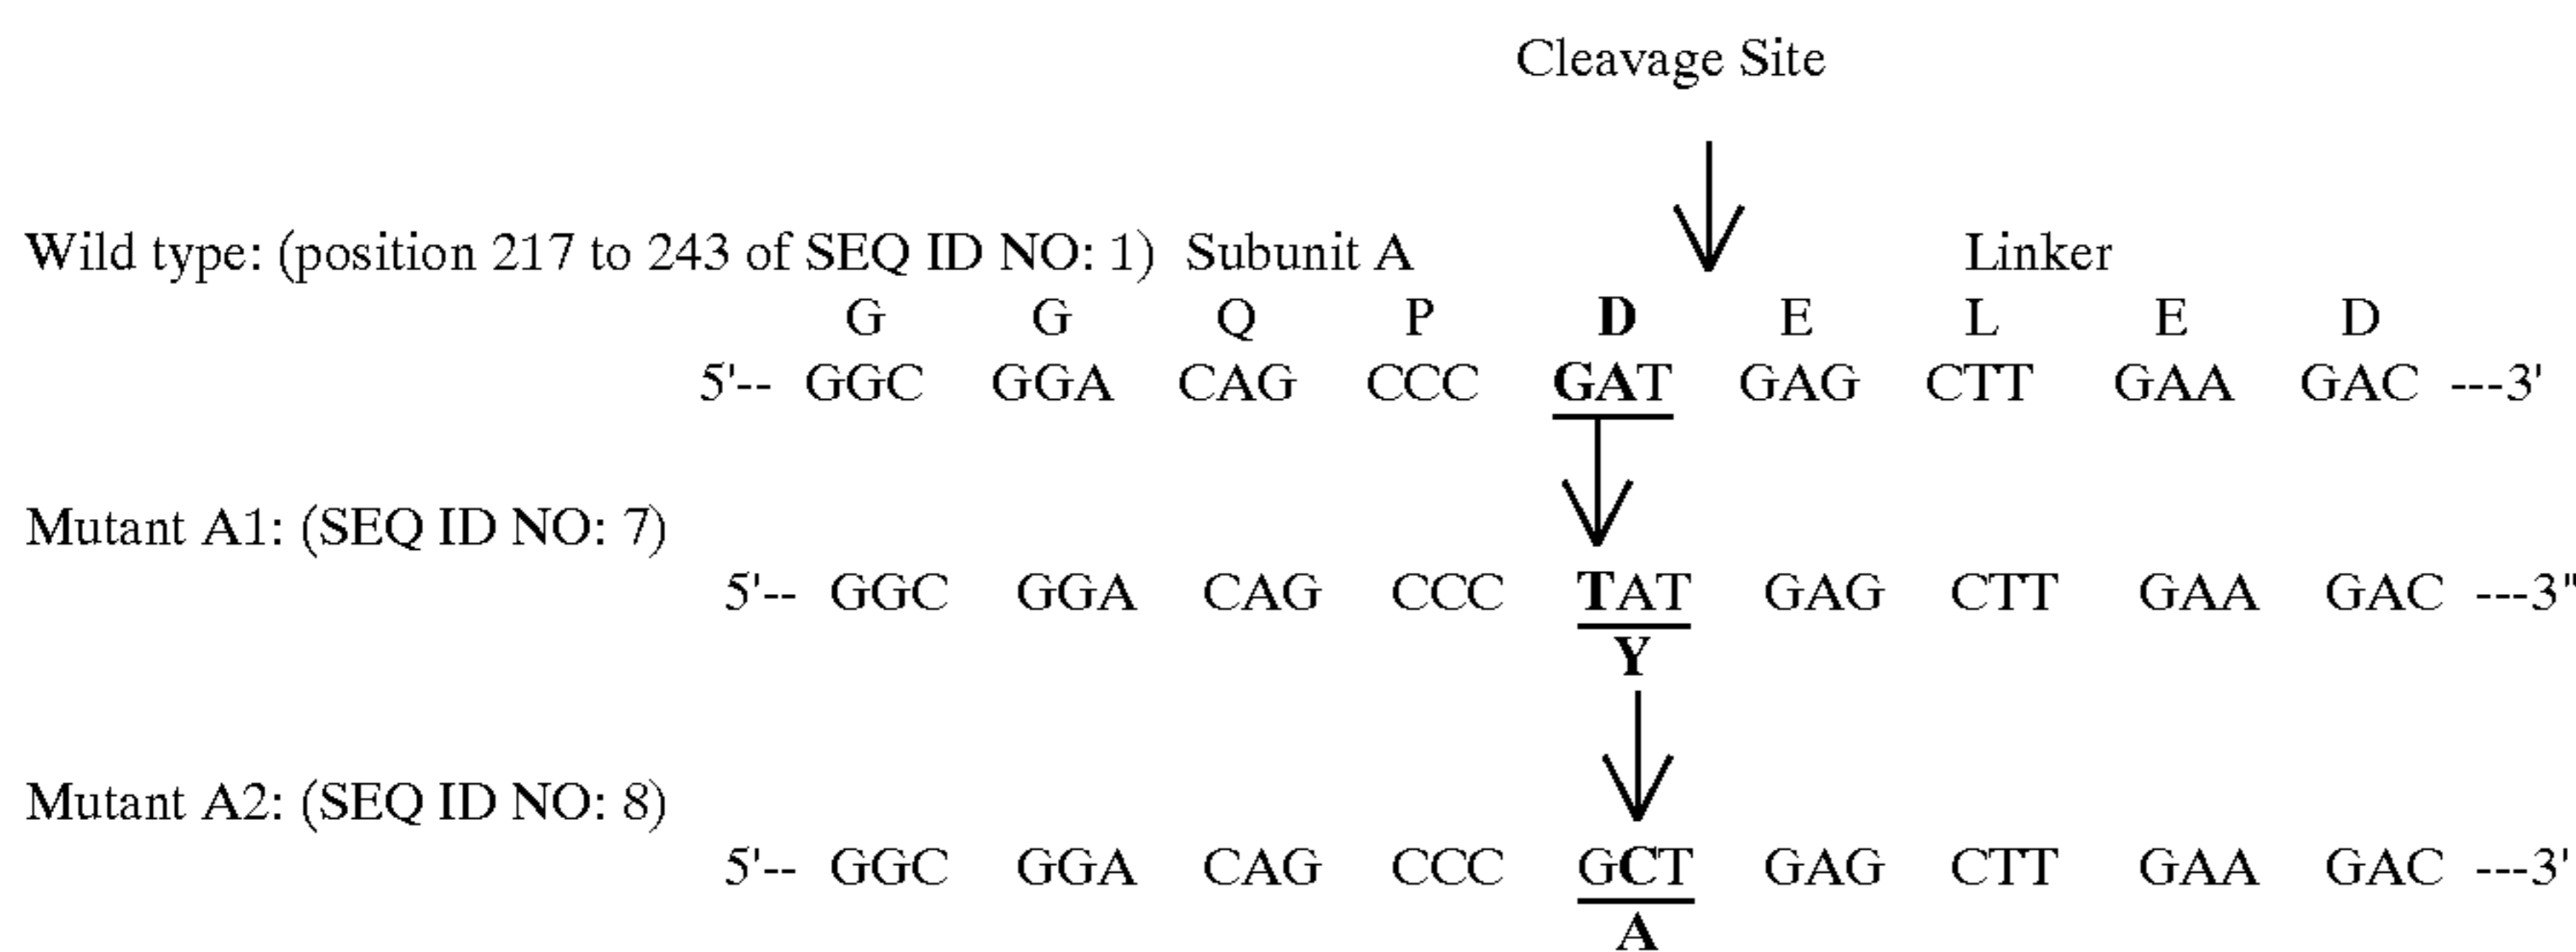 Cleavage Site
Wild type: (position 217 to 243 of SEQ ID NO: 1) Subunit A Linker
G G Q P D E L E D
5'-- GGC GGA CAG CCC GAT GAG CTT GAA GAC ---3'
Mutant A1: (SEQ ID NO: 7)
5'-- GGC GGA CAG CCC TAT GAG CTT GAA GAC ---3"
Y
Mutant A2: (SEQ ID NO: 8)
5'-- GGC GGA CAG CCC GCT GAG CTT GAA GAC ---3'
A